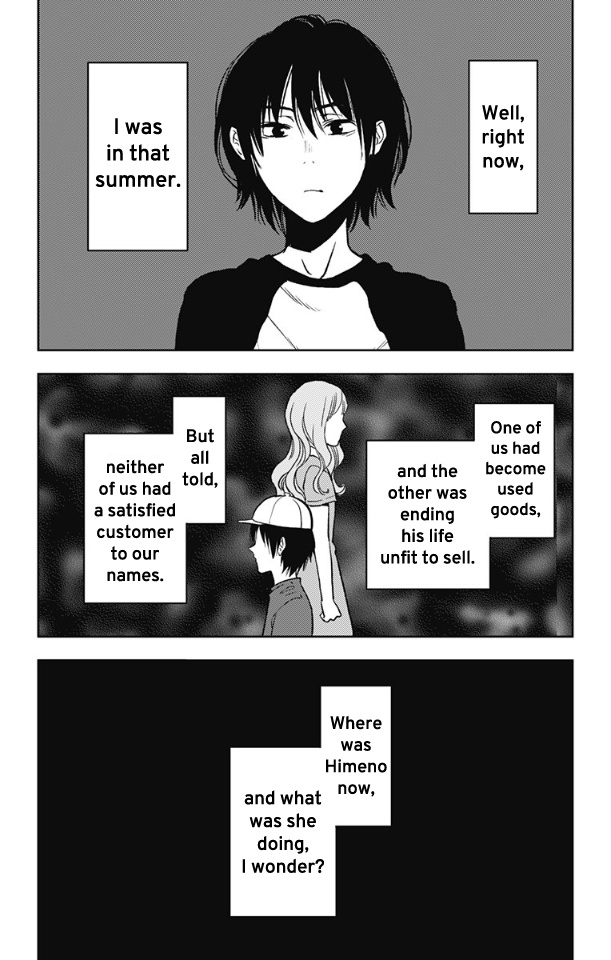 Well,
right
now,
I was
in that
summer.
One of
us had
become
used
goods,
and the
other was
ending
his life
unfit to sell.
But
all
told,
neither
of us had
a satisfied
customer
to our
names.
Where
was
Himeno
now,
and what
was she
doing,
I wonder?